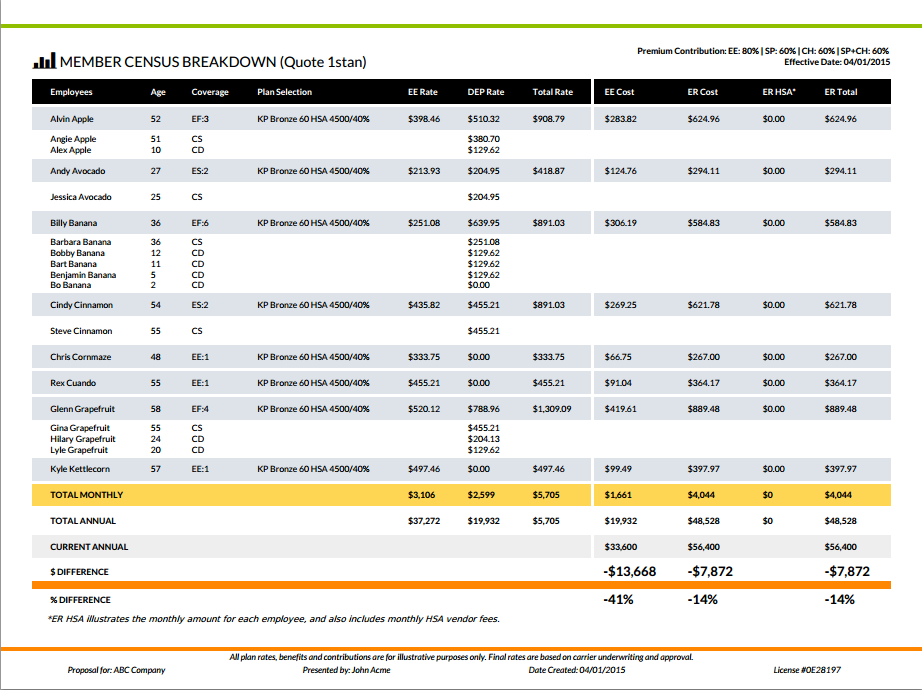 Premium Contribution: EE: 80% | SP: 60% | CH: 60% | SP+CH: 60%
MEMBER CENSUS BREAKDOWN (Quote 1stan)
Effective Date: 04/01/2015
Employees Age Coverage Plan Selection EE Rate DEP Rate Total Rate EE Cost ER Cost ER HSA* ER Total
Alvin Apple 52 EF:3 KP Bronze 60 HSA 4500/40% $398.46 $510.32 $908.79 $283.82 $624.96 $0.00 $624.96
Angie Apple 51 CS $380.70
Alex Apple 10 CD $129.62
Andy Avocado 27 ES:2 KP Bronze 60 HSA 4500/40% $213.93 $204.95 $418.87 $124.76 $294.11 $0.00 $294.11
Jessica Avocado 25 CS $204.95
Billy Banana 36 EF:6 KP Bronze 60 HSA 4500/40% $251.08 $639.95 $891.03 $306.19 $584.83 $0.00 $584.83
Barbara Banana 36 CS $251.08
Bobby Banana 12 CD $129.62
Bart Banana 11 CD $129.62
Benjamin Banana 5 CD $129.62
Bo Banana 2 CD $0.00
Cindy Cinnamon 54 ES:2 KP Bronze 60 HSA 4500/40% $435.82 $455.21 $891.03 $269.25 $621.78 $0.00 $621.78
Steve Cinnamon 55 CS $455.21
Chris Cornmaze 48 EE:1 KP Bronze 60 HSA 4500/40% $333.75 $0.00 $333.75 $66.75 $267.00 $0.00 $267.00
Rex Cuando 55 EE:1 KP Bronze 60 HSA 4500/40% $455.21 $0.00 $455.21 $91.04 $364.17 $0.00 $364.17
Glenn Grapefruit 58 EF:4 KP Bronze 60 HSA 4500/40% $520.12 $788.96 $1,309.09 $419.61 $889.48 $0.00 $889.48
Gina Grapefruit 55 CS $455.21
Hilary Grapefruit 24 CD $204.13
Lyle Grapefruit 20 CD $129.62
Kyle Kettlecorn 57 EE:1 KP Bronze 60 HSA 4500/40% $497.46 $0.00 $497.46 $99.49 $397.97 $0.00 $397.97
TOTAL MONTHLY $3,106 $2,599 $5,705 $1,661 $4,044 $0 $4,044
TOTAL ANNUAL $37,272 $19,932 $5,705 $19,932 $48,528 $0 $48,528
CURRENT ANNUAL $33,600 $56,400 $56,400
$ DIFFERENCE -$13,668 -$7,872 -$7,872
% DIFFERENCE -41% -14% -14%
*ER HSA illustrates the monthly amount for each employee, and also includes monthly HSA vendor fees.
All plan rates, benefits and contributions are for illustrative purposes only. Final rates are based on carrier underwriting and approval.
Proposal for: ABC Company Presented by: John Acme Date Created: 04/01/2015 License #0E28197